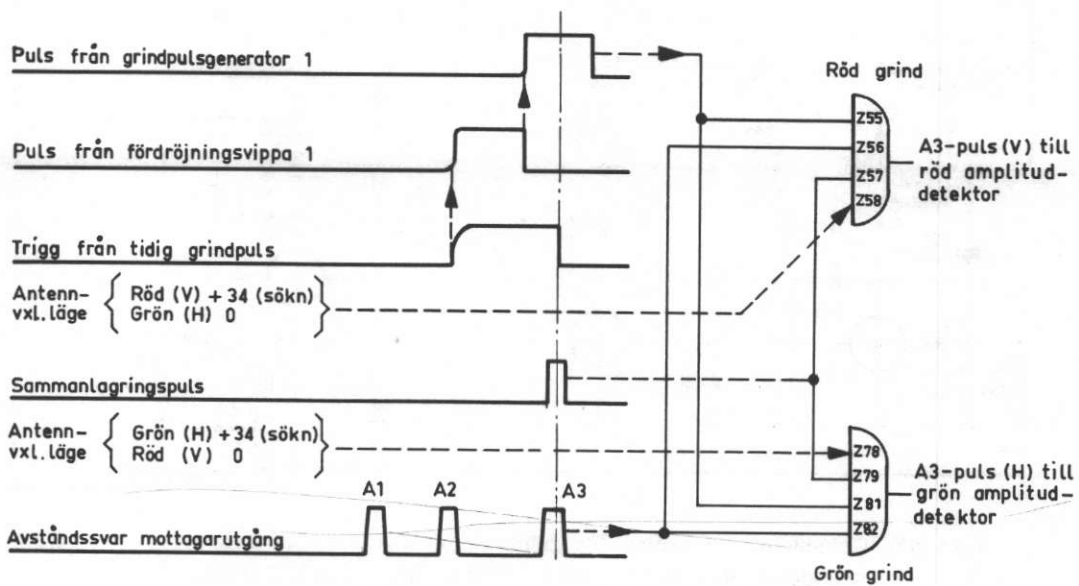 Puls från grindpulsgenerator 1
Röd grind
Z55
Z56
Z57
Z58
A3-puls (V) till
röd amplitud-
detektor
Puls från fördröjningsvippa 1
Trigg från tidig grindpuls
Antenn-
vxl. läge
Röd (V) + 34 (sökn)
Grön (H) 0
Sammanlagringspuls
Antenn-
vxl. läge
Grön (H) + 34 (sökn)
Röd (V) 0
Z78
Z79
Z81
Z82
A3-puls (H) till
grön amplitud-
detektor
A1
A2
A3
Avståndssvar mottagarutgång
Grön grind